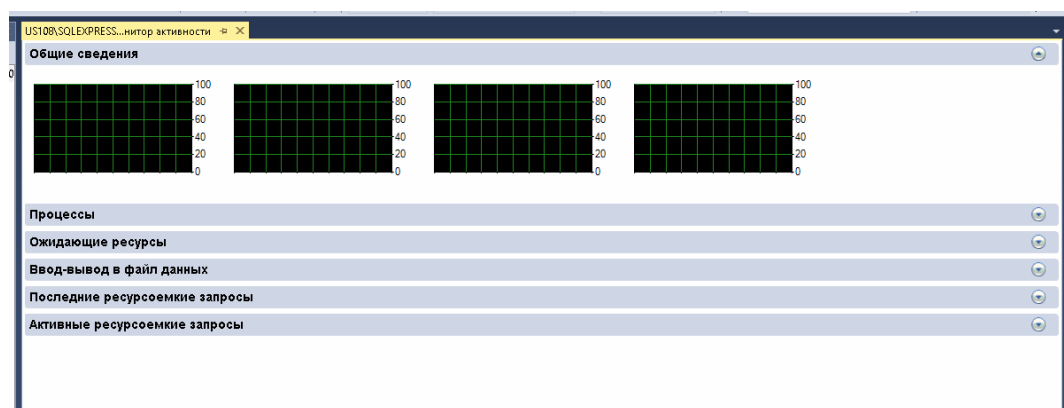 US108\SQLEXPRESS...нитор активности
Общие сведения
100 100 100 100
80 80 80 80
60 60 60 60
40 40 40 40
20 20 20 20
0 0 0 0
Процессы
Ожидающие ресурсы
Ввод-вывод в файл данных
Последние ресурсоемкие запросы
Активные ресурсоемкие запросы